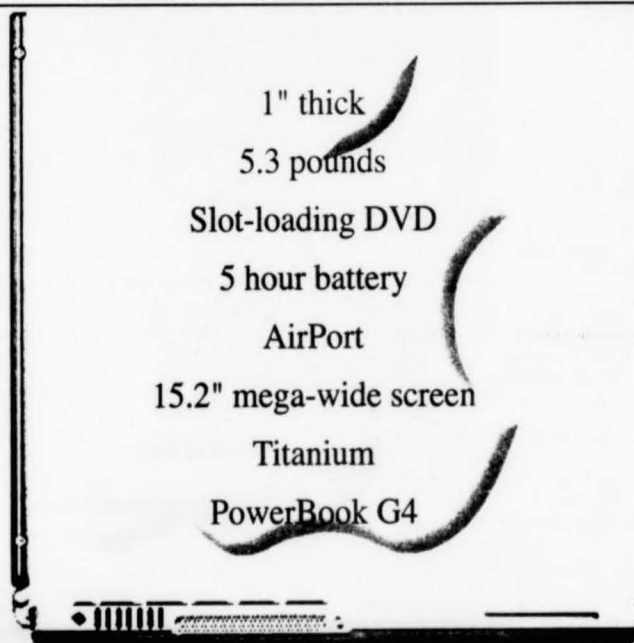 1" thick
5.3 pounds
Slot-loading DVD
5 hour battery
AirPort
15.2" mega-wide screen
Titanium
PowerBook G4